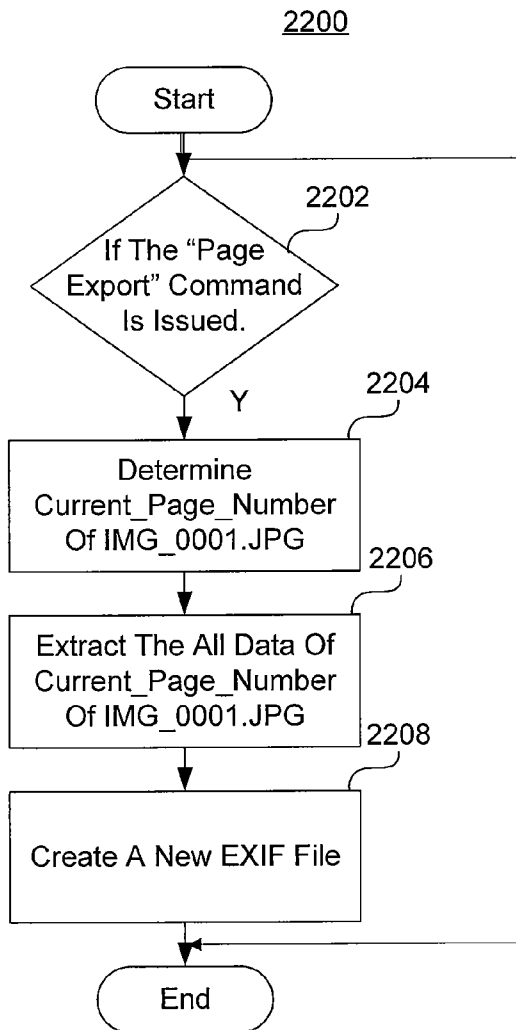 2200
Start
2202
If The “Page
Export” Command
Is Issued.
Y
2204
Determine
Current_Page_Number
Of IMG_0001.JPG
2206
Extract The All Data Of
Current_Page_Number
Of IMG_0001.JPG
2208
Create A New EXIF File
End